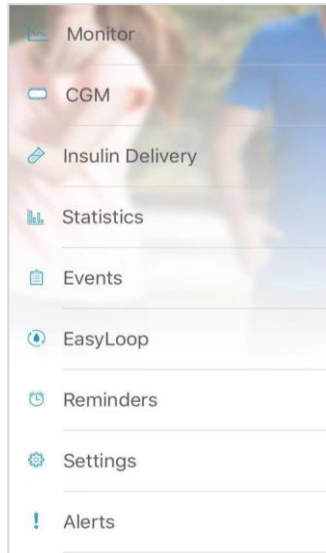 Monitor
CGM
Insulin Delivery
Statistics
Events
EasyLoop
Reminders
Settings
Alerts